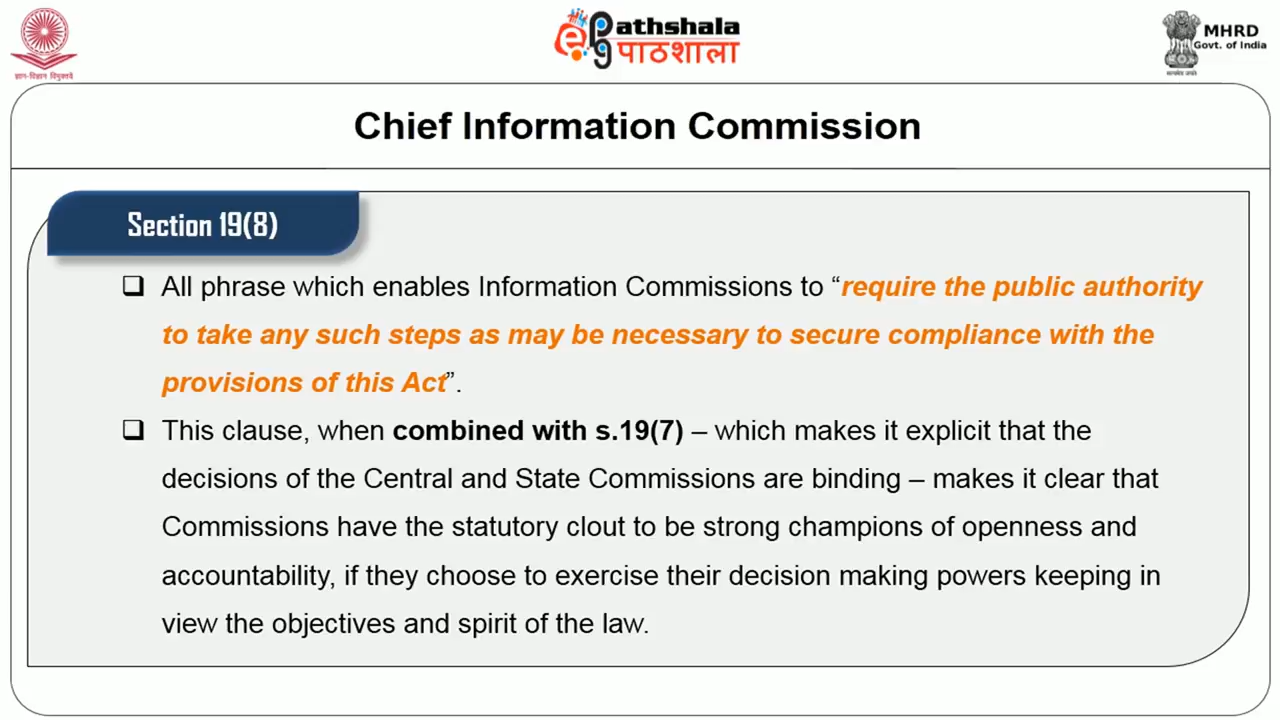 ज्ञान-विज्ञान विमुक्तये
ePathshala
पाठशाला
MHRD
Govt. of India
सत्यमेव जयते
Chief Information Commission
Section 19(8)
❑ All phrase which enables Information Commissions to “require the public authority
to take any such steps as may be necessary to secure compliance with the
provisions of this Act”.
❑ This clause, when combined with s.19(7) – which makes it explicit that the
decisions of the Central and State Commissions are binding – makes it clear that
Commissions have the statutory clout to be strong champions of openness and
accountability, if they choose to exercise their decision making powers keeping in
view the objectives and spirit of the law.